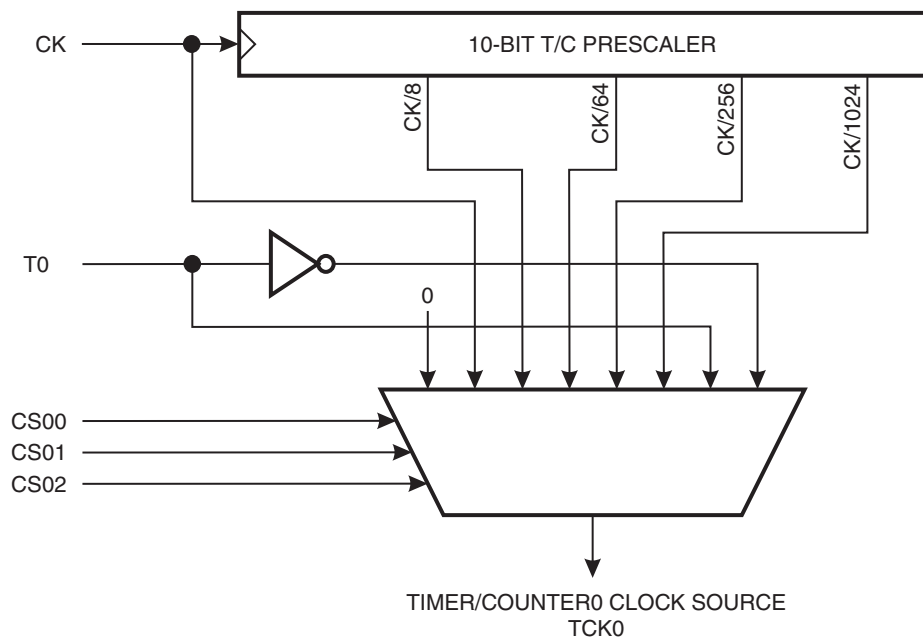 CK
10-BIT T/C PRESCALER
CK/8
CK/64
CK/256
CK/1024
T0
0
CS00
CS01
CS02
TIMER/COUNTER0 CLOCK SOURCE
TCK0